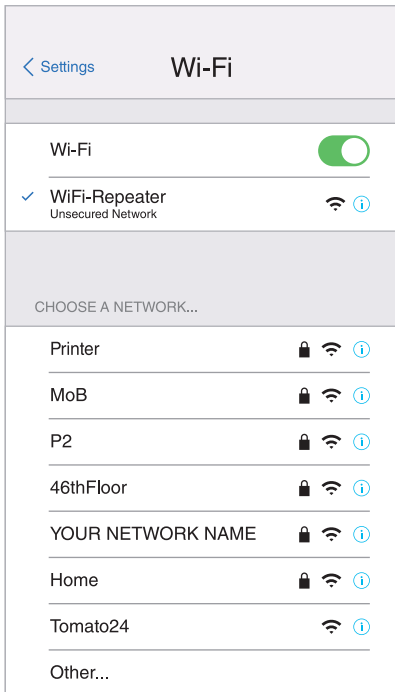 Settings
Wi-Fi
Wi-Fi
WiFi-Repeater
Unsecured Network
CHOOSE A NETWORK...
Printer
MoB
P2
46thFloor
YOUR NETWORK NAME
Home
Tomato24
Other...